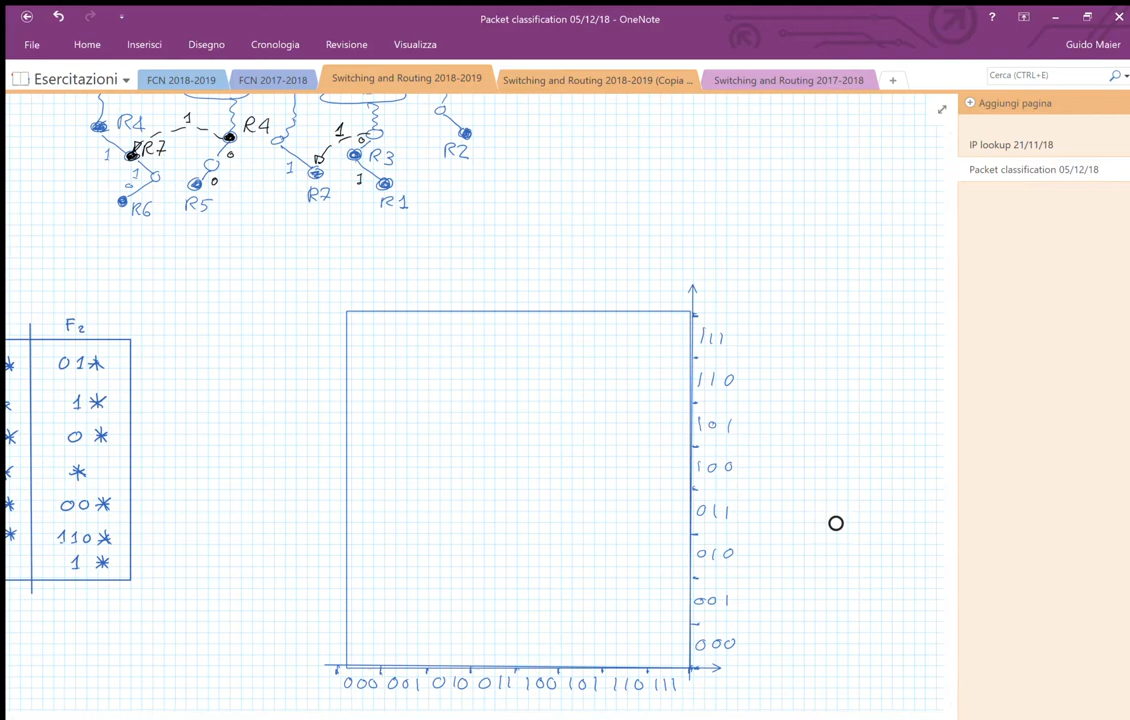 Packet classification 05/12/18 - OneNote
?
File Home Inserisci Disegno Cronologia Revisione Visualizza
Guido Maier
Esercitazioni FCN 2018-2019 FCN 2017-2018 Switching and Routing 2018-2019 Switching and Routing 2018-2019 (Copia ... Switching and Routing 2017-2018 +
Cerca (CTRL+E)
Aggiungi pagina
IP lookup 21/11/18
Packet classification 05/12/18
R4 1 R4 1 0 R2
1 R7 0 1 R3
1 0 0 1
0 R6 R5 R7 R1
F2
* 01*
* 1*
* 0*
* *
* 00*
* 110*
1*
111
110
101
100
011
010
001
000
000 001 010 011 100 101 110 111